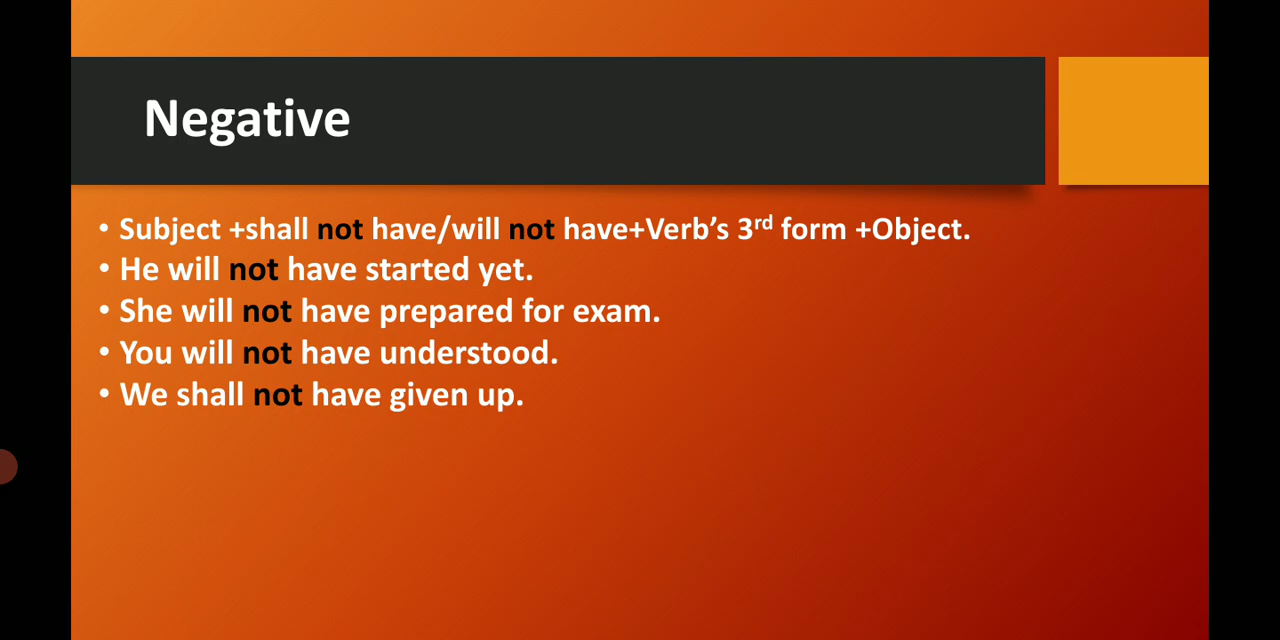 Negative
• Subject +shall not have/will not have+Verb’s 3rd form +Object.
• He will not have started yet.
• She will not have prepared for exam.
• You will not have understood.
• We shall not have given up.